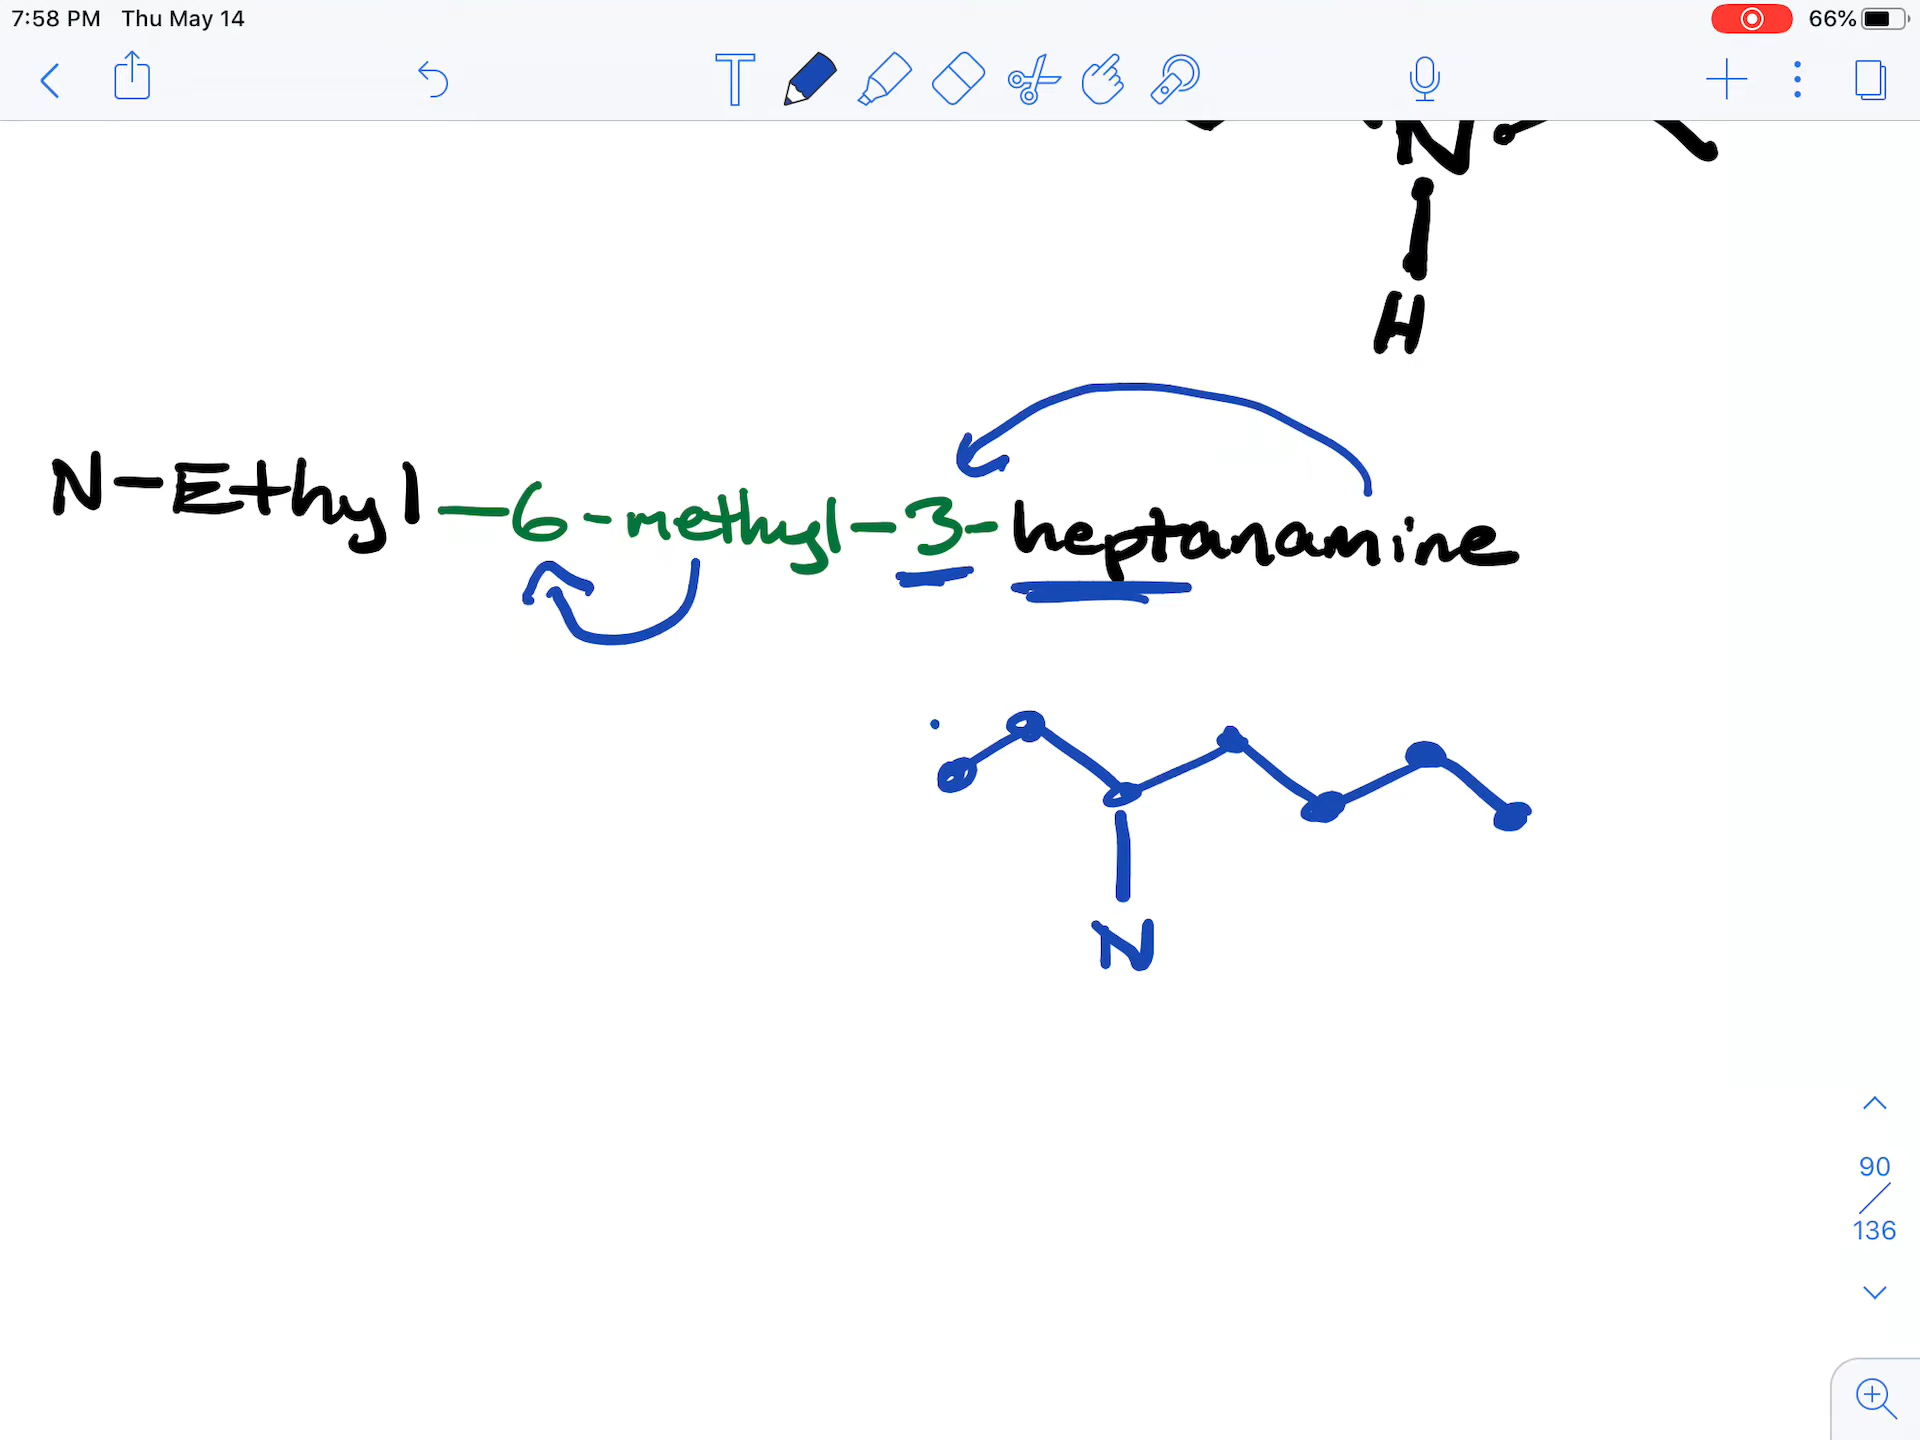 7:58 PM Thu May 14
66%
T
N
H
N-Ethyl-6-methyl-3-heptanamine
N
90
136